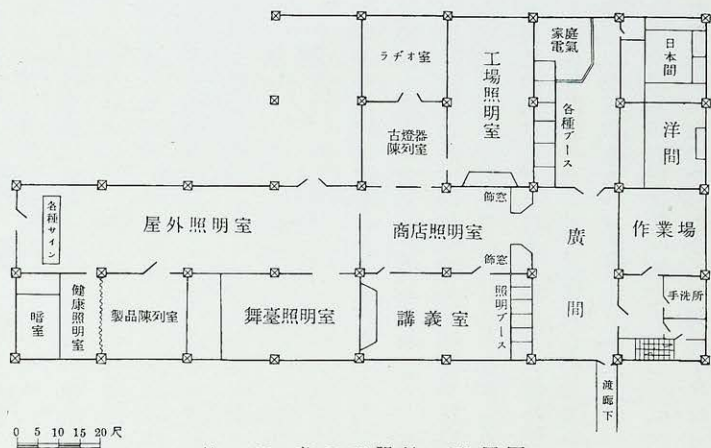 ラヂオ室
工場照明室
家庭電氣
日本間
古燈器
陳列室
各種ブース
洋間
各種サイン
屋外照明室
商店照明室
飾窓
飾窓
廣間
作業場
手洗所
暗室
健康照明室
製品陳列室
舞臺照明室
講義室
照明ブース
渡廊下
0 5 10 15 20 尺